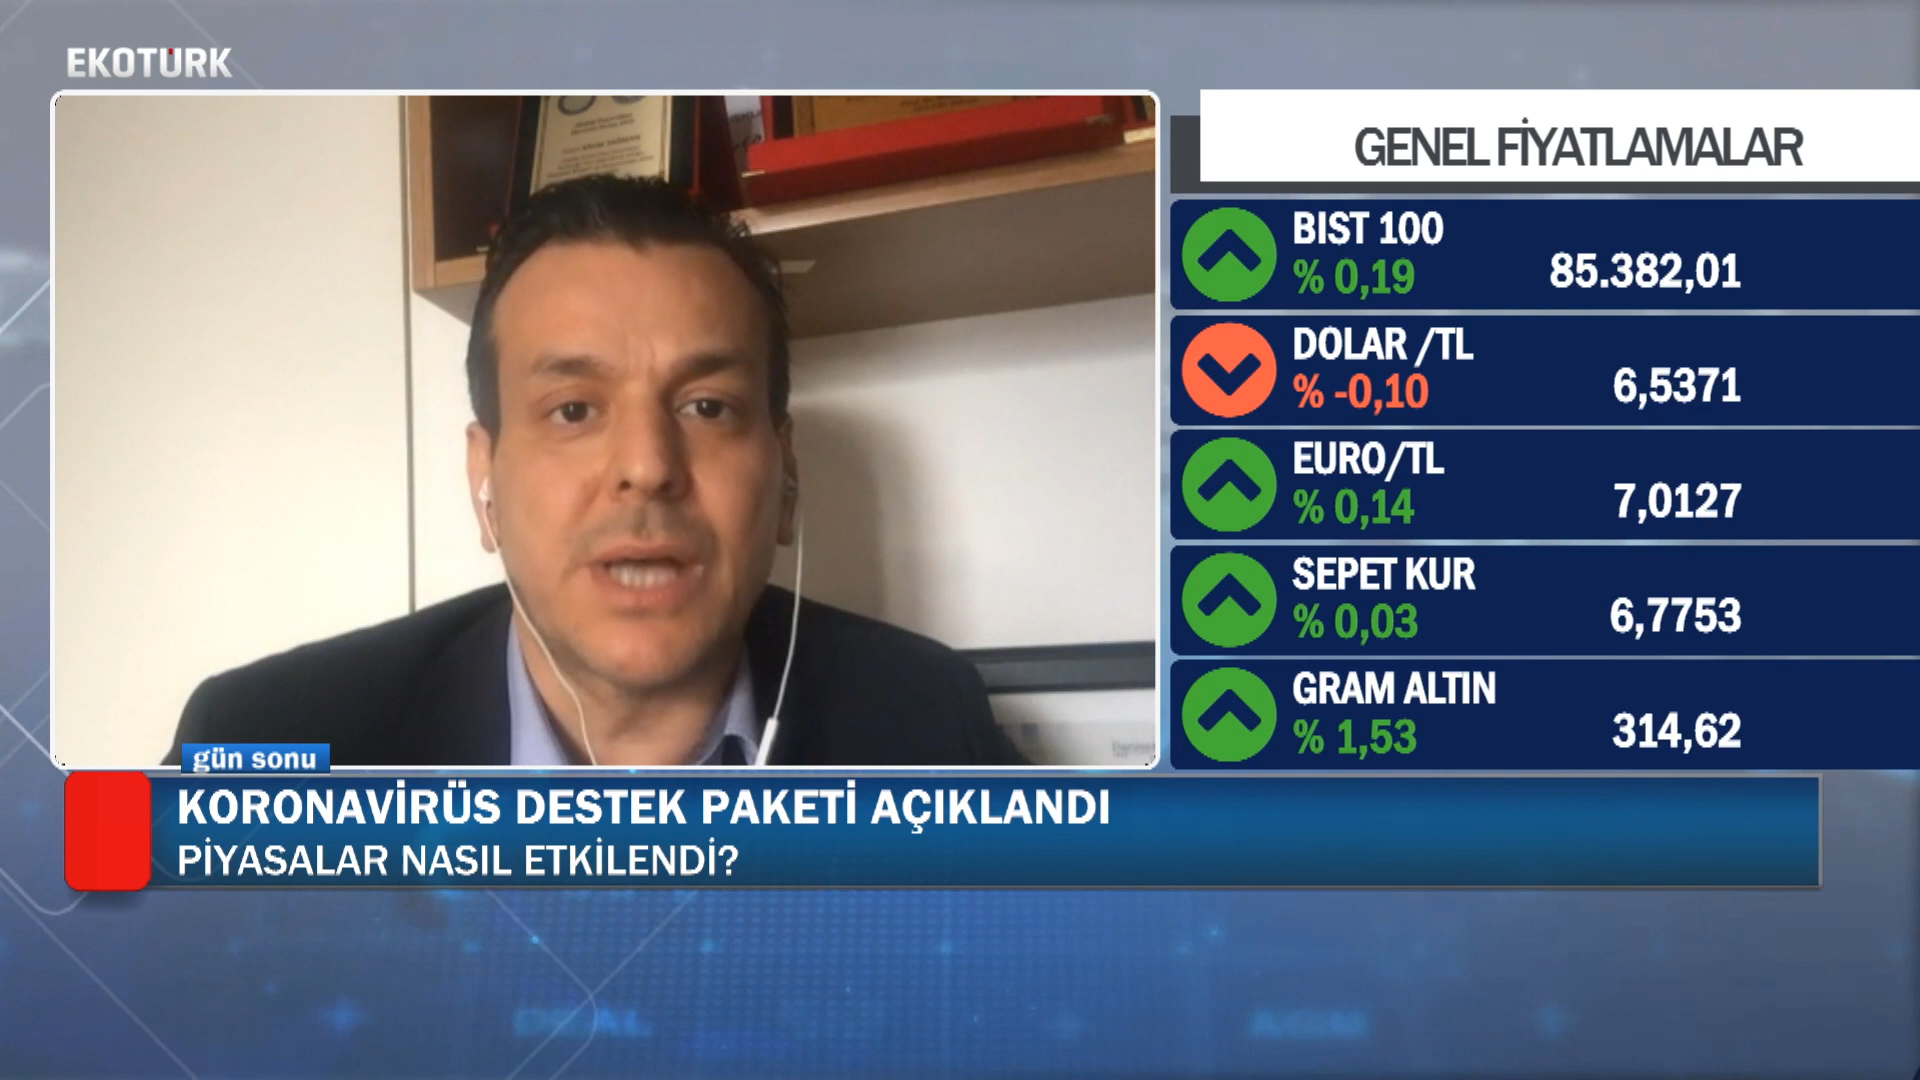 EKOTÜRK
GENEL FİYATLAMALAR
BIST 100
% 0,19
85.382,01
DOLAR /TL
% -0,10
6,5371
EURO/TL
% 0,14
7,0127
SEPET KUR
% 0,03
6,7753
GRAM ALTIN
% 1,53
314,62
gün sonu
KORONAVİRÜS DESTEK PAKETİ AÇIKLANDI
PİYASALAR NASIL ETKİLENDİ?